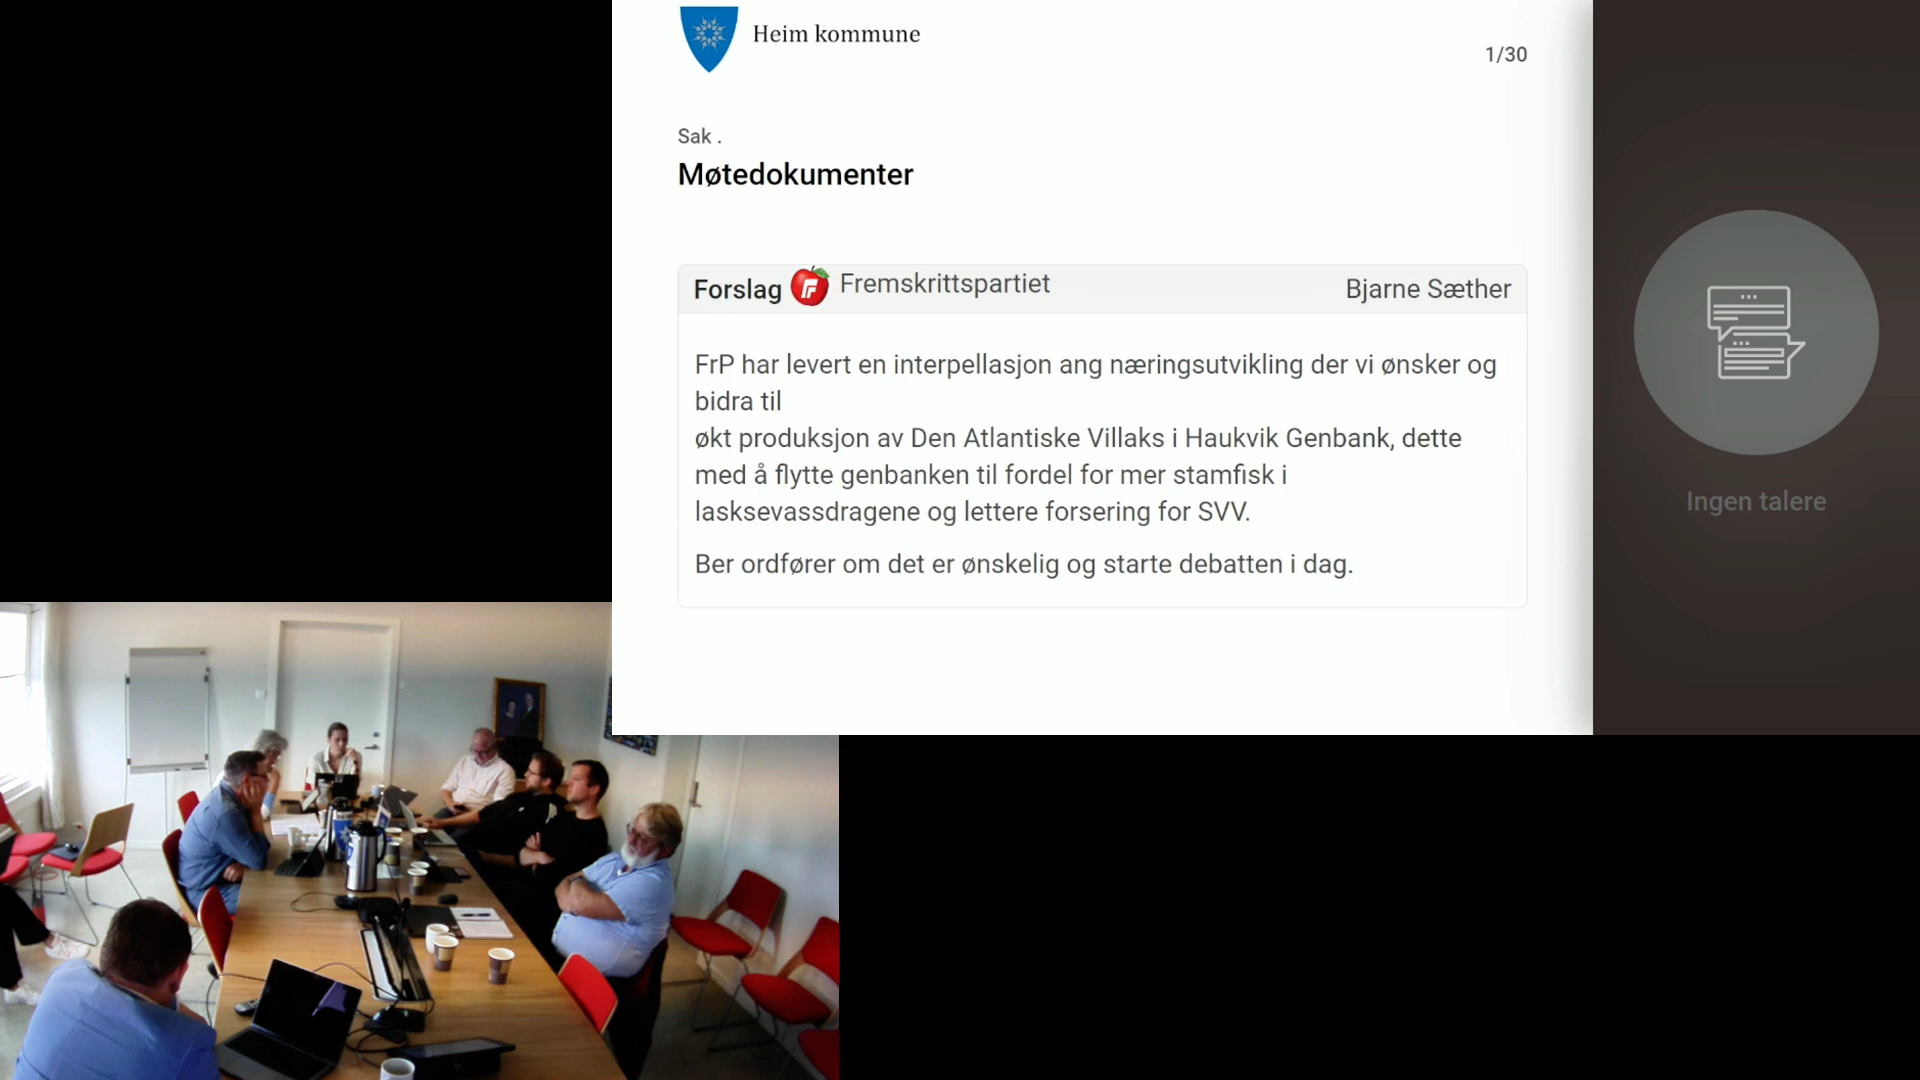 Heim kommune
1/30
Sak .
Møtedokumenter
Forslag Fremskrittspartiet Bjarne Sæther
FrP har levert en interpellasjon ang næringsutvikling der vi ønsker og
bidra til
økt produksjon av Den Atlantiske Villaks i Haukvik Genbank, dette
med å flytte genbanken til fordel for mer stamfisk i
lasksevassdragene og lettere forsering for SVV.
Ber ordfører om det er ønskelig og starte debatten i dag.
Ingen talere